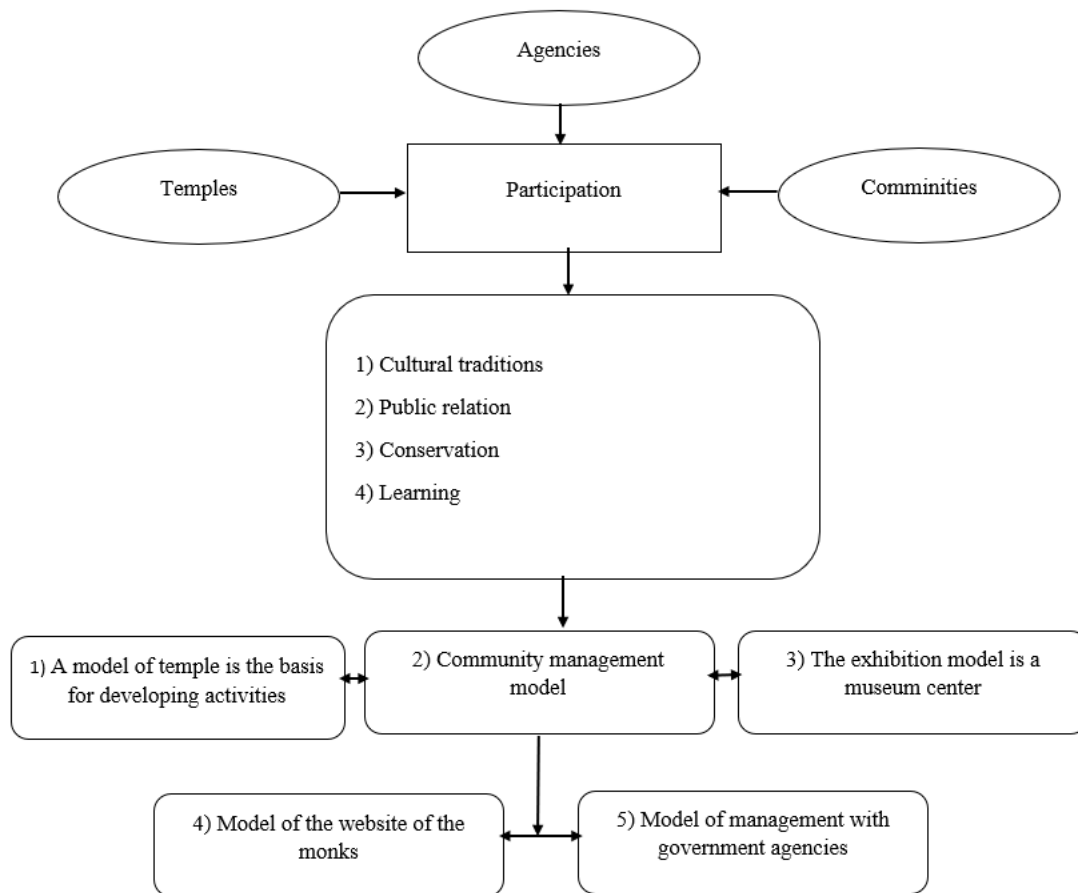 Agencies
Temples
Participation
Comminities
1) Cultural traditions
2) Public relation
3) Conservation
4) Learning
1) A model of temple is the basis
for developing activities
2) Community management
model
3) The exhibition model is a
museum center
4) Model of the website of the
monks
5) Model of management with
government agencies